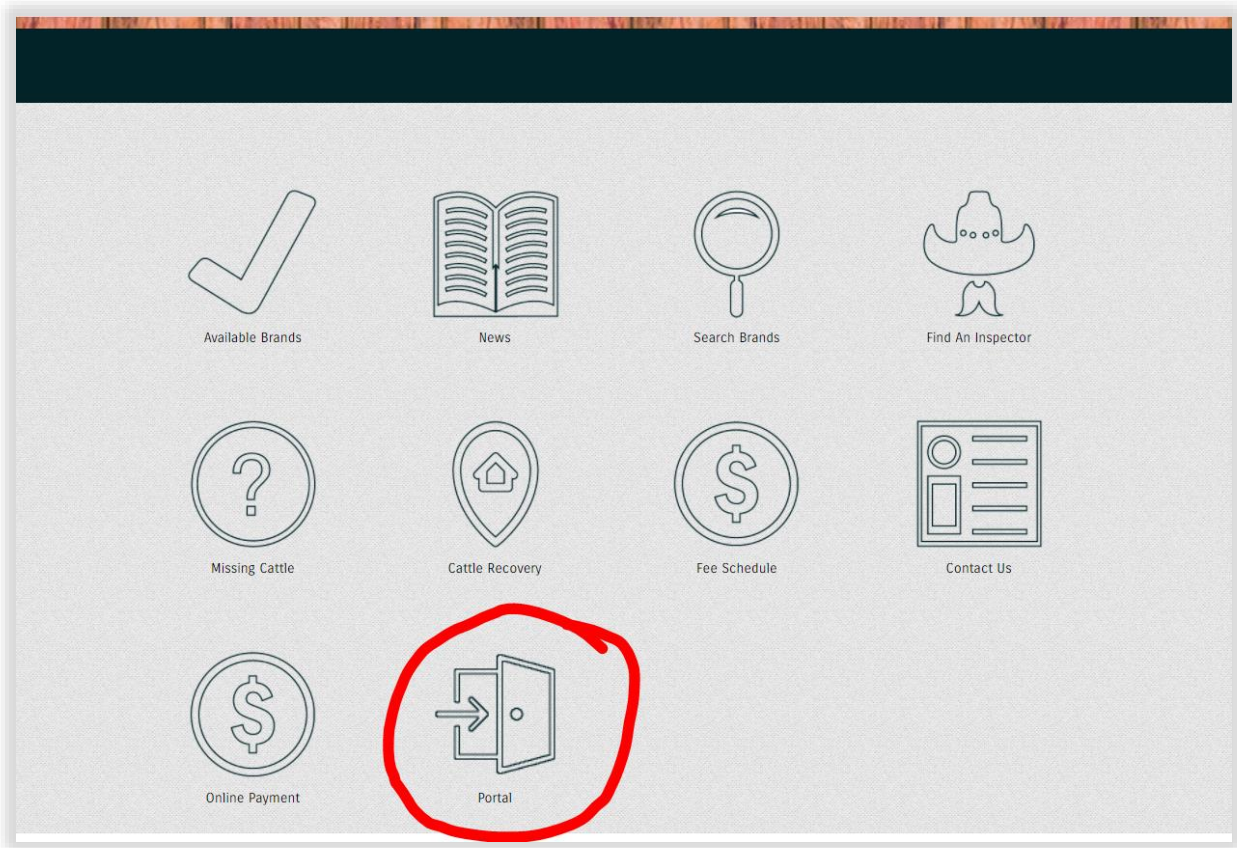 Available Brands
News
Search Brands
Find An Inspector
?
$
Missing Cattle
Cattle Recovery
Fee Schedule
Contact Us
$
Online Payment
Portal